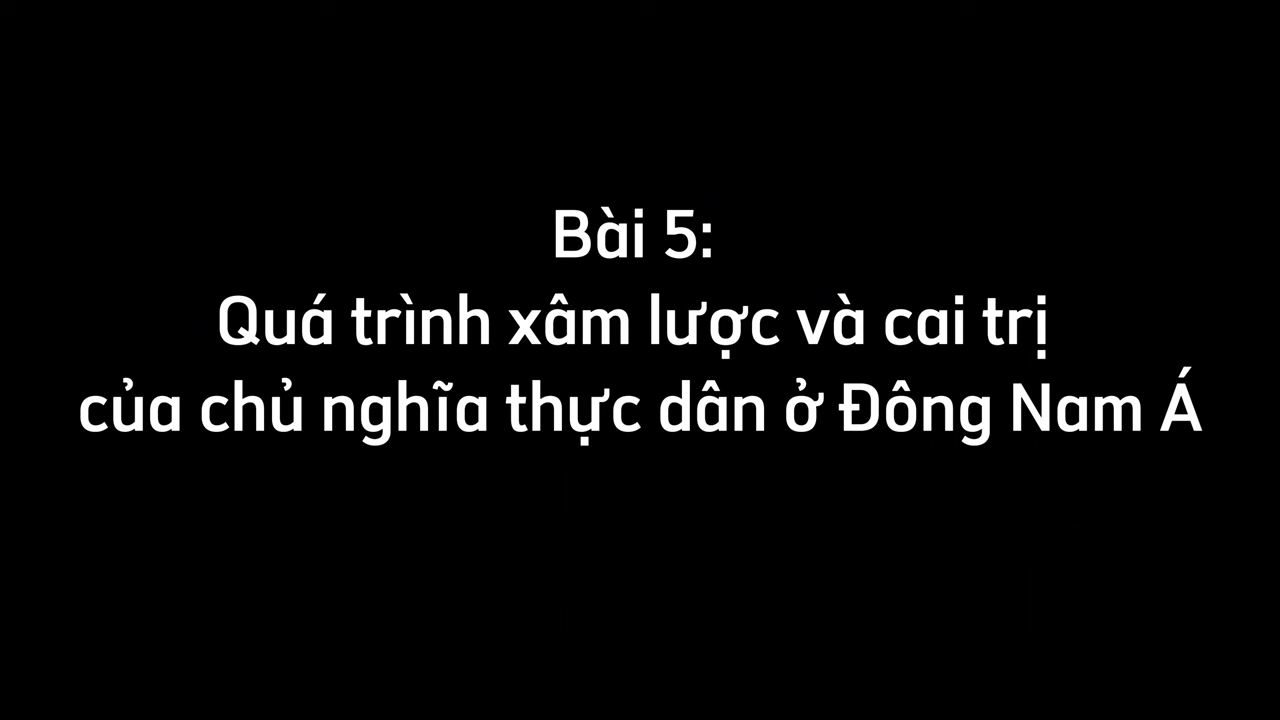 Bài 5:
Quá trình xâm lược và cai trị
của chủ nghĩa thực dân ở Đông Nam Á